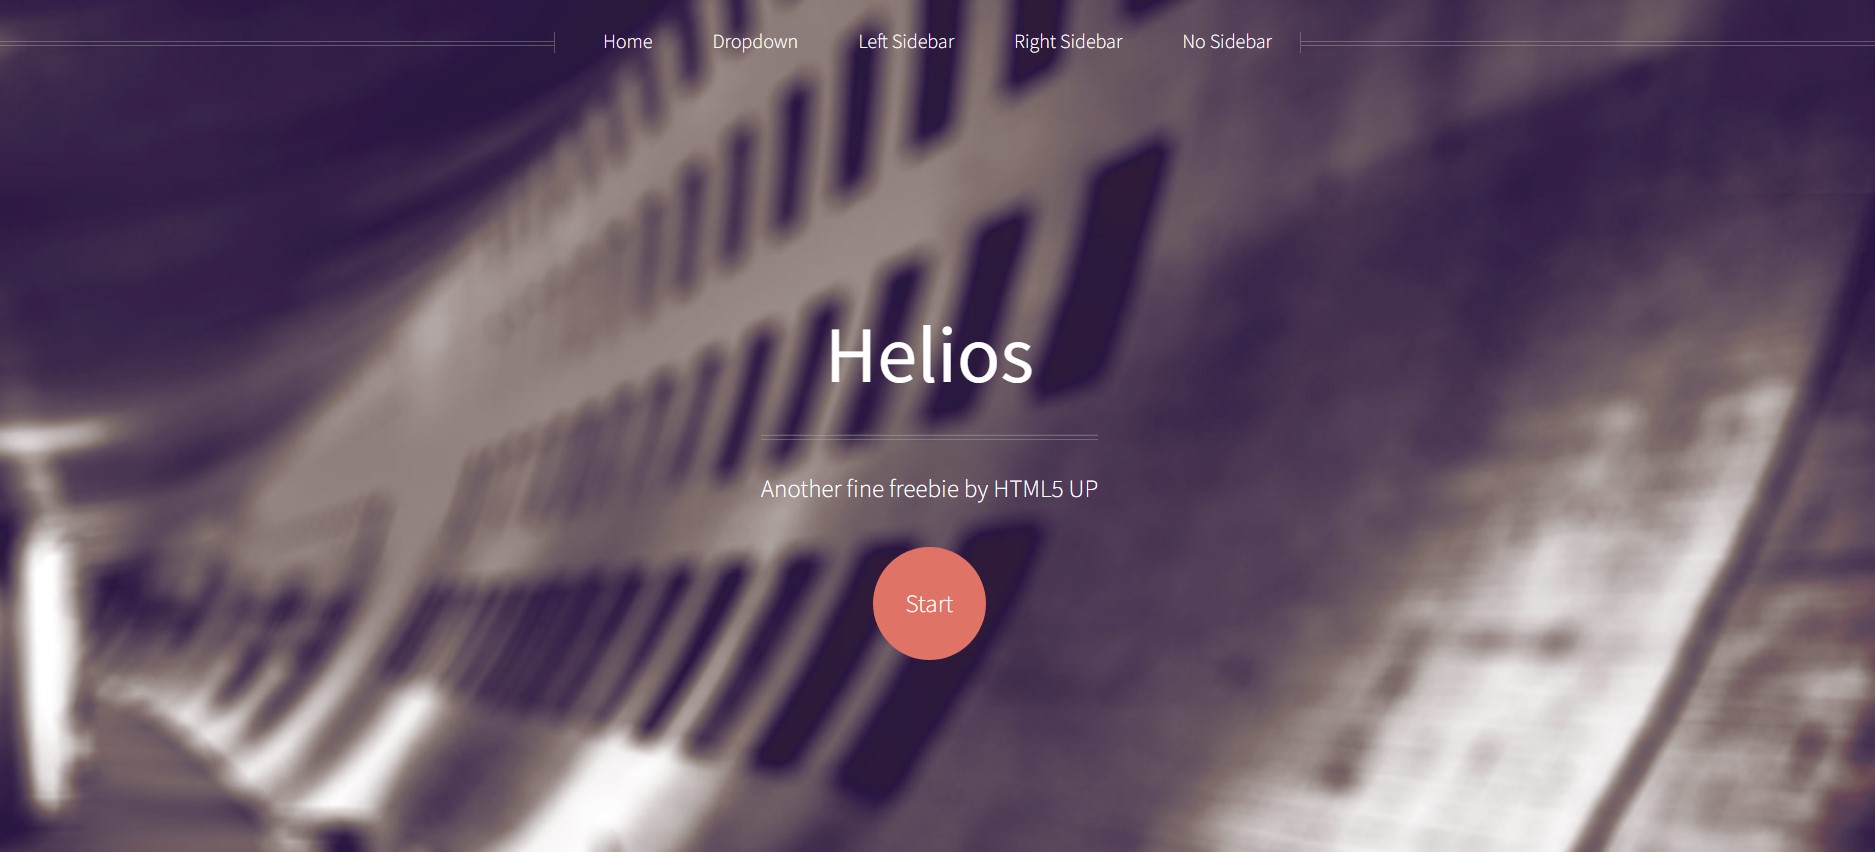 Home Dropdown Left Sidebar Right Sidebar No Sidebar
Helios
Another fine freebie by HTML5 UP
Start